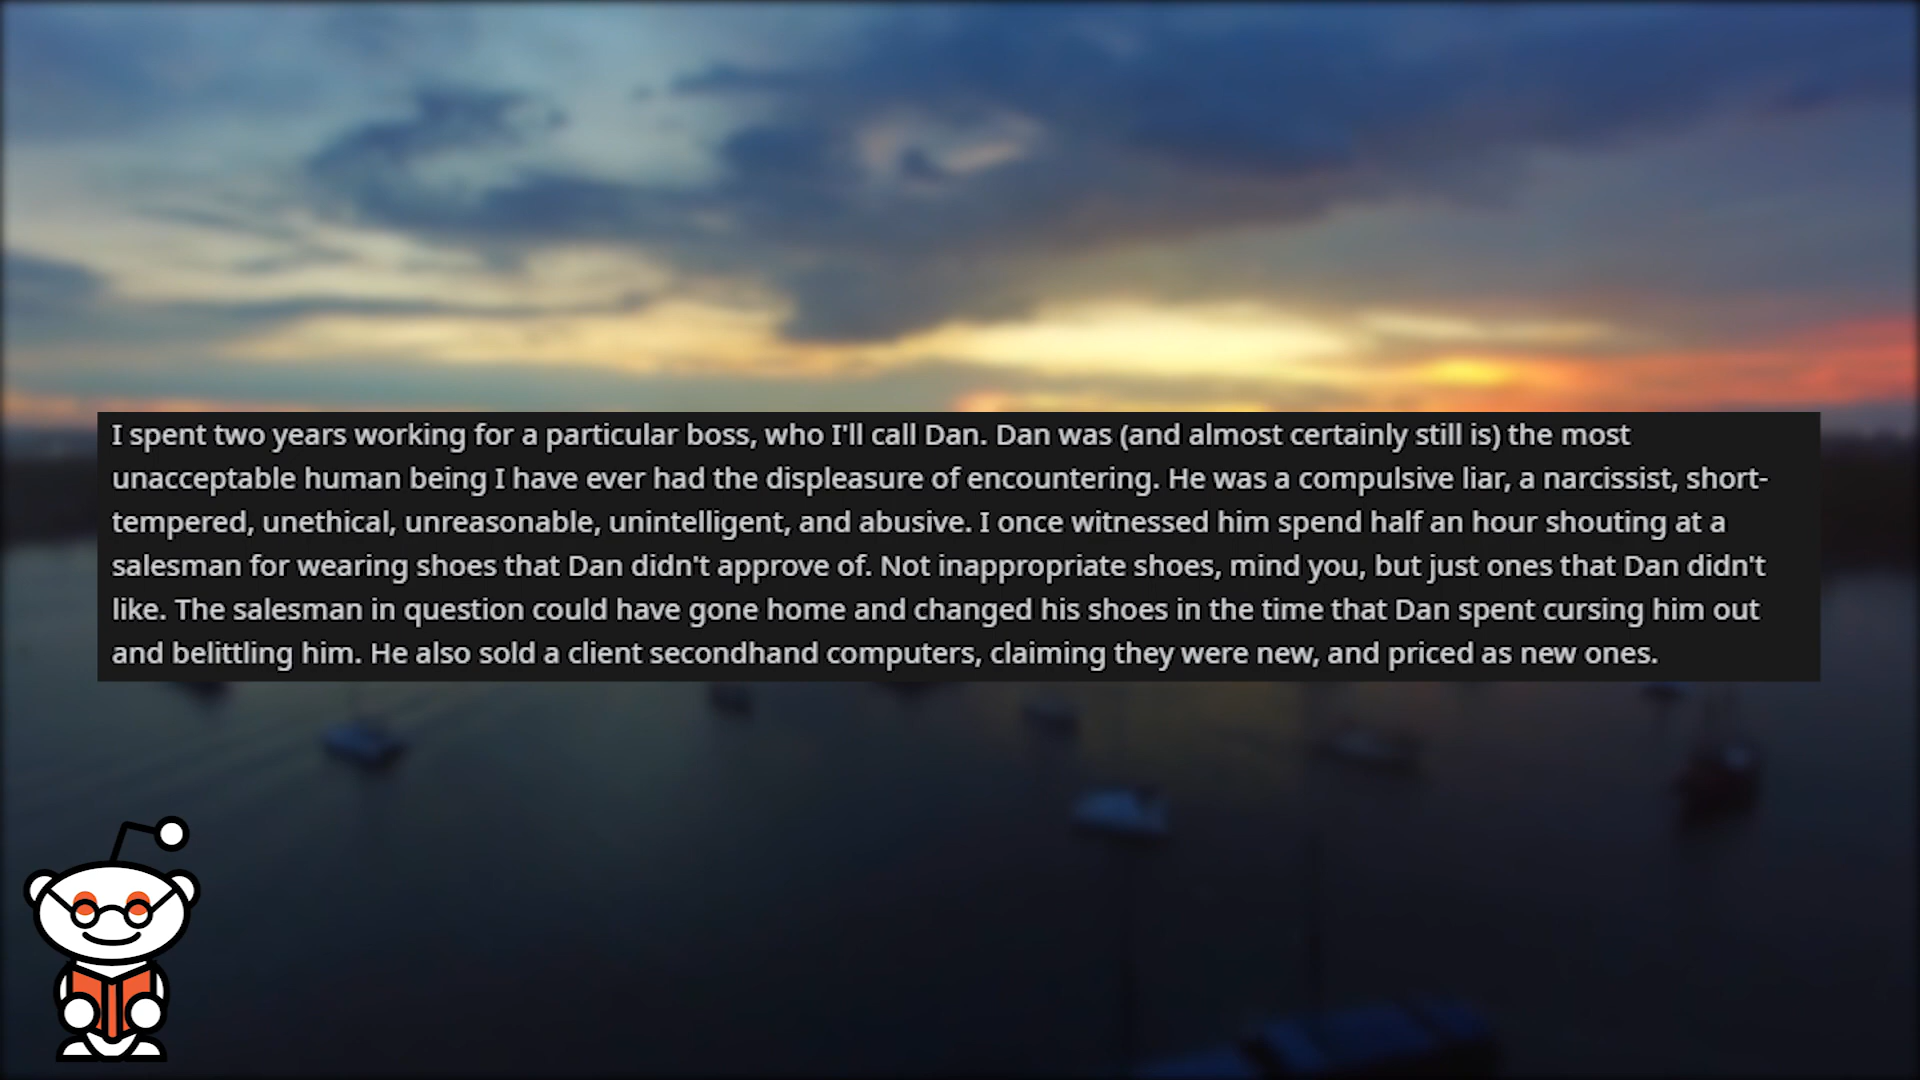 I spent two years working for a particular boss, who I'll call Dan. Dan was (and almost certainly still is) the most
unacceptable human being I have ever had the displeasure of encountering. He was a compulsive liar, a narcissist, short-
tempered, unethical, unreasonable, unintelligent, and abusive. I once witnessed him spend half an hour shouting at a
salesman for wearing shoes that Dan didn't approve of. Not inappropriate shoes, mind you, but just ones that Dan didn't
like. The salesman in question could have gone home and changed his shoes in the time that Dan spent cursing him out
and belittling him. He also sold a client secondhand computers, claiming they were new, and priced as new ones.